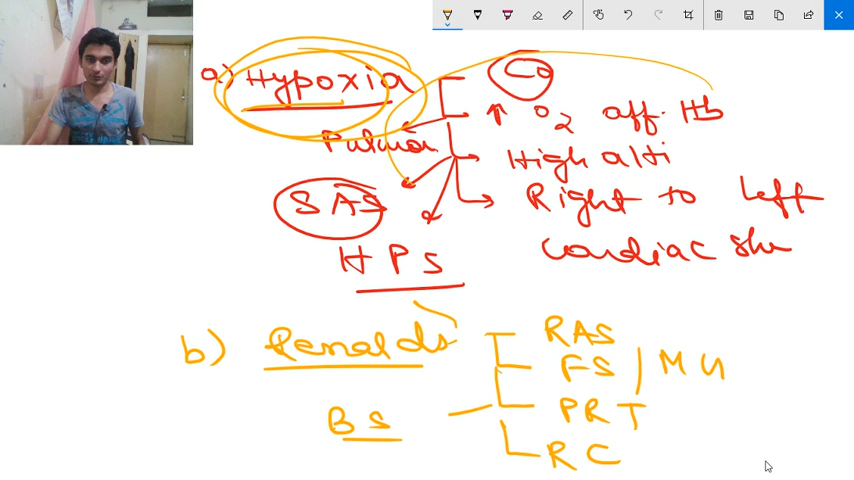 a) Hypoxia
CO
↑ O2 aff. Hb
Pulmon
High alti
SAS
Right to left
cardiac shu
HPS
b) Renal ds
RAS
FS
MU
PRT
BS
RC